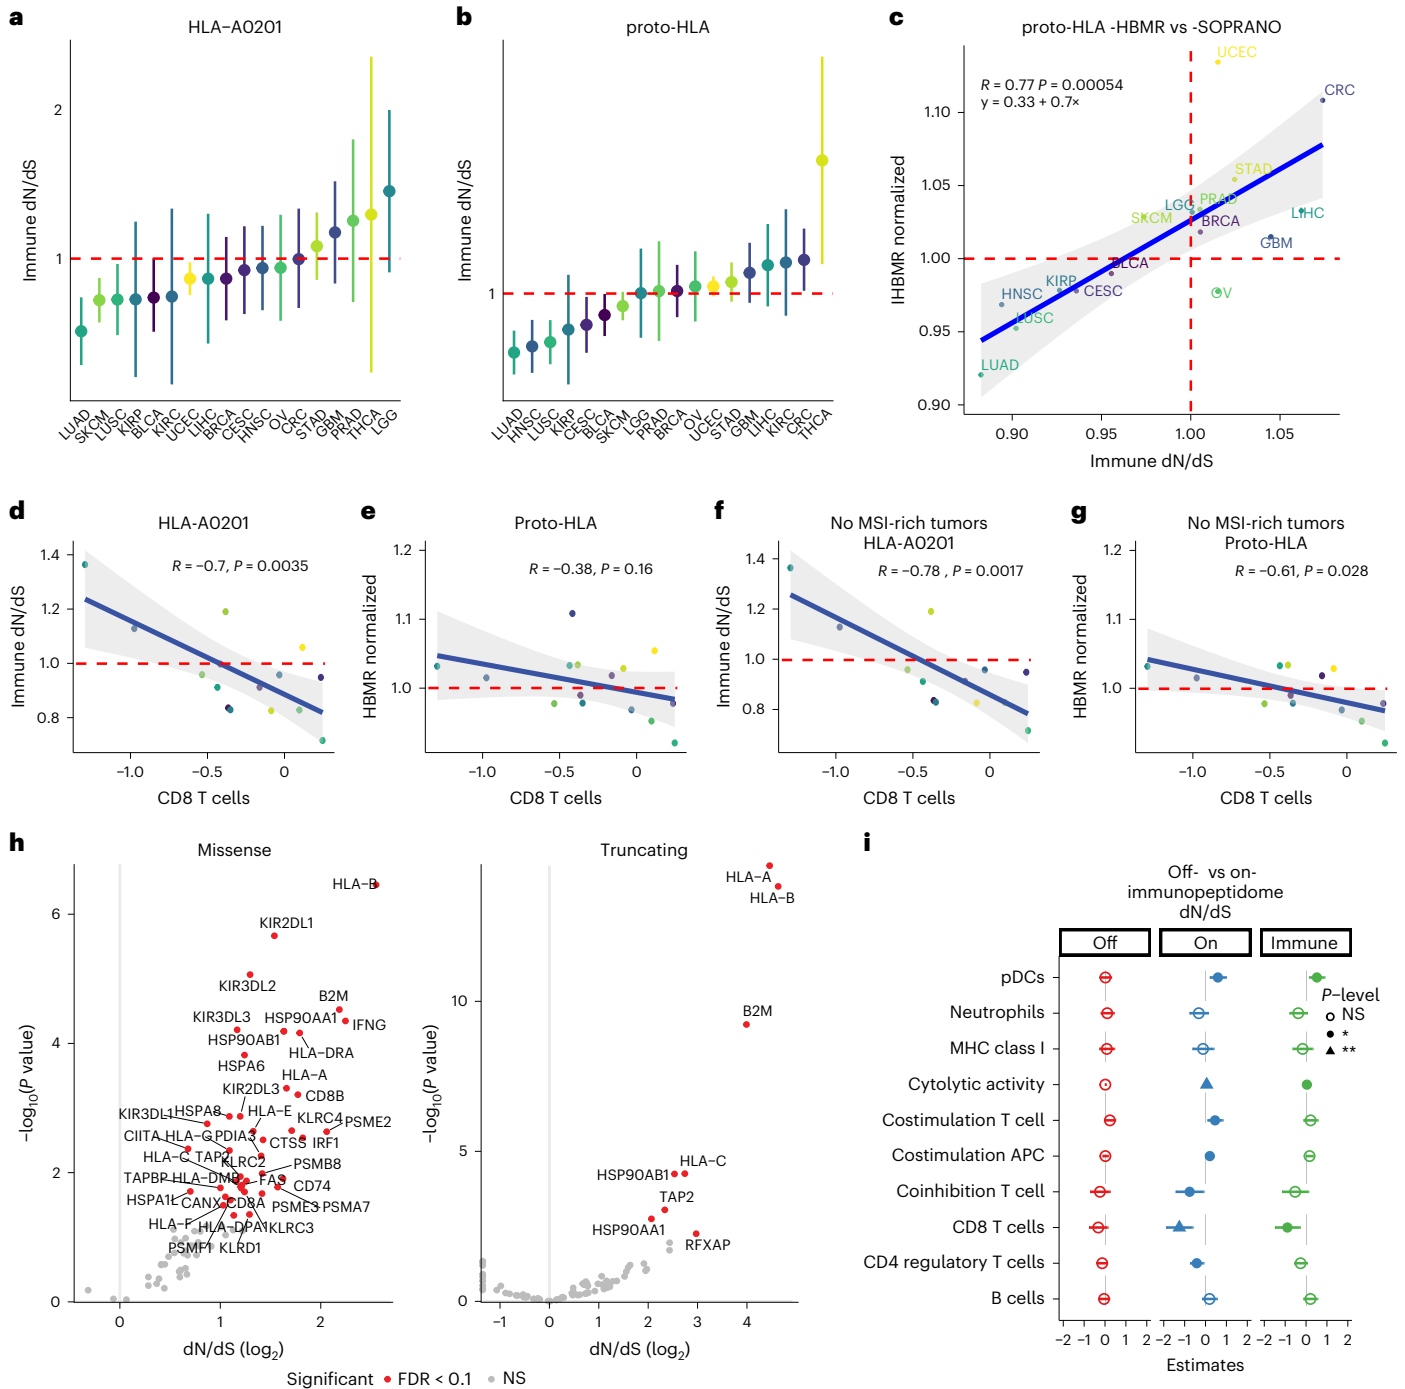 a
HLA–A0201
Immune dN/dS
2
1
LUAD
SKCM
LUSC
KIRP
BLCA
KIRC
UCEC
LIHC
BRCA
CESC
HNSC
OV
CRC
STAD
GBM
PRAD
THCA
LGG
b
proto-HLA
Immune dN/dS
1
LUAD
HNSC
LUSC
KIRP
CESC
BLCA
SKCM
LGG
PRAD
BRCA
OV
UCEC
STAD
GBM
LIHC
KIRC
CRC
THCA
c
proto-HLA -HBMR vs -SOPRANO
R = 0.77 P = 0.00054
y = 0.33 + 0.7×
IHBMR normalized
1.10
1.05
1.00
0.95
0.90
UCEC
CRC
STAD
LGG
PRAD
SKCM
BRCA
LIHC
GBM
BLCA
KIRP
CESC
OV
HNSC
LUSC
LUAD
0.90
0.95
1.00
1.05
Immune dN/dS
d
HLA-A0201
R = –0.7, P = 0.0035
Immune dN/dS
1.4
1.2
1.0
0.8
–1.0
–0.5
0
CD8 T cells
e
Proto-HLA
R = –0.38, P = 0.16
HBMR normalized
1.2
1.1
1.0
–1.0
–0.5
0
CD8 T cells
f
No MSI-rich tumors
HLA-A0201
R = –0.78 , P = 0.0017
Immune dN/dS
1.4
1.2
1.0
0.8
–1.0
–0.5
0
CD8 T cells
g
No MSI-rich tumors
Proto-HLA
R = –0.61, P = 0.028
HBMR normalized
1.2
1.1
1.0
–1.0
–0.5
0
CD8 T cells
h
Missense
–log10(P value)
6
4
2
0
HLA–B
KIR2DL1
KIR3DL2
B2M
KIR3DL3
HSP90AA1
IFNG
HSP90AB1
HLA–DRA
HSPA6
HLA–A
KIR2DL3
CD8B
KIR3DL1
HSPA8
HLA–E
KLRC4
PSME2
CIITA
HLA–G
PDIA3
CTSS
IRF1
HLA–C
TAP2
KLRC2
PSMB8
TAPBP
HLA–DMB
FAS
CD74
HSPA1L
CANX
CD8A
PSME3
PSMA7
HLA–F
HLA–DPA1
KLRC3
PSMF1
KLRD1
0
1
2
dN/dS (log2)
Truncating
–log10(P value)
10
5
0
HLA–A
HLA–B
B2M
HLA–C
HSP90AB1
TAP2
HSP90AA1
RFXAP
–1
0
1
2
3
4
dN/dS (log2)
Significant
FDR < 0.1
NS
i
Off- vs on-
immunopeptidome
dN/dS
Off
On
Immune
pDCs
Neutrophils
MHC class I
Cytolytic activity
Costimulation T cell
Costimulation APC
Coinhibition T cell
CD8 T cells
CD4 regulatory T cells
B cells
P–level
NS
*
**
–2 –1 0 1 2
–2 –1 0 1 2
–2 –1 0 1 2
Estimates